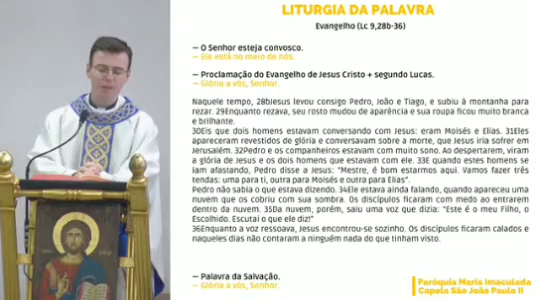 LITURGIA DA PALAVRA
Evangelho (Lc 9,28b-36)
— O Senhor esteja convosco.
— Ele está no meio de nós.
— Proclamação do Evangelho de Jesus Cristo + segundo Lucas.
— Glória a vós, Senhor.
Naquele tempo, 28bJesus levou consigo Pedro, João e Tiago, e subiu à montanha para
rezar. 29Enquanto rezava, seu rosto mudou de aparência e sua roupa ficou muito branca
e brilhante.
30Eis que dois homens estavam conversando com Jesus: eram Moisés e Elias. 31Eles
apareceram revestidos de glória e conversavam sobre a morte, que Jesus iria sofrer em
Jerusalém. 32Pedro e os companheiros estavam com muito sono. Ao despertarem, viram
a glória de Jesus e os dois homens que estavam com ele. 33E quando estes homens se
iam afastando, Pedro disse a Jesus: "Mestre, é bom estarmos aqui. Vamos fazer três
tendas: uma para ti, outra para Moisés e outra para Elias".
Pedro não sabia o que estava dizendo. 34Ele estava ainda falando, quando apareceu uma
nuvem que os cobriu com sua sombra. Os discípulos ficaram com medo ao entrarem
dentro da nuvem. 35Da nuvem, porém, saiu uma voz que dizia: "Este é o meu Filho, o
Escolhido. Escutai o que ele diz!"
36Enquanto a voz ressoava, Jesus encontrou-se sozinho. Os discípulos ficaram calados e
naqueles dias não contaram a ninguém nada do que tinham visto.
— Palavra da Salvação.
— Glória a vós, Senhor.
Paróquia Maria Imaculada
Capela São João Paulo II